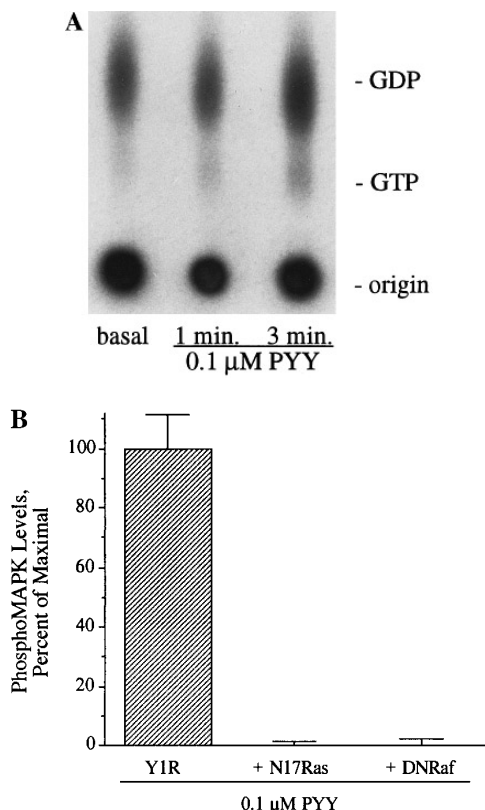 A
- GDP
- GTP
- origin
basal 1 min. 3 min.
0.1 µM PYY
B
PhosphoMAPK Levels,
Percent of Maximal
100
80
60
40
20
0
Y1R + N17Ras + DNRaf
0.1 µM PYY